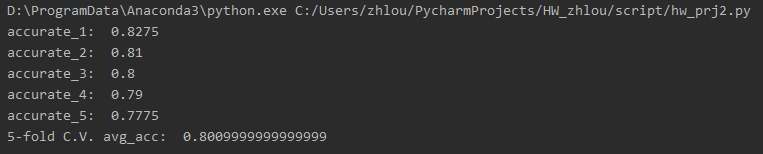 D:\ProgramData\Anaconda3\python.exe C:/Users/zhlou/PycharmProjects/HW_zhlou/script/hw_prj2.py
accurate_1:  0.8275
accurate_2:  0.81
accurate_3:  0.8
accurate_4:  0.79
accurate_5:  0.7775
5-fold C.V. avg_acc:  0.8009999999999999